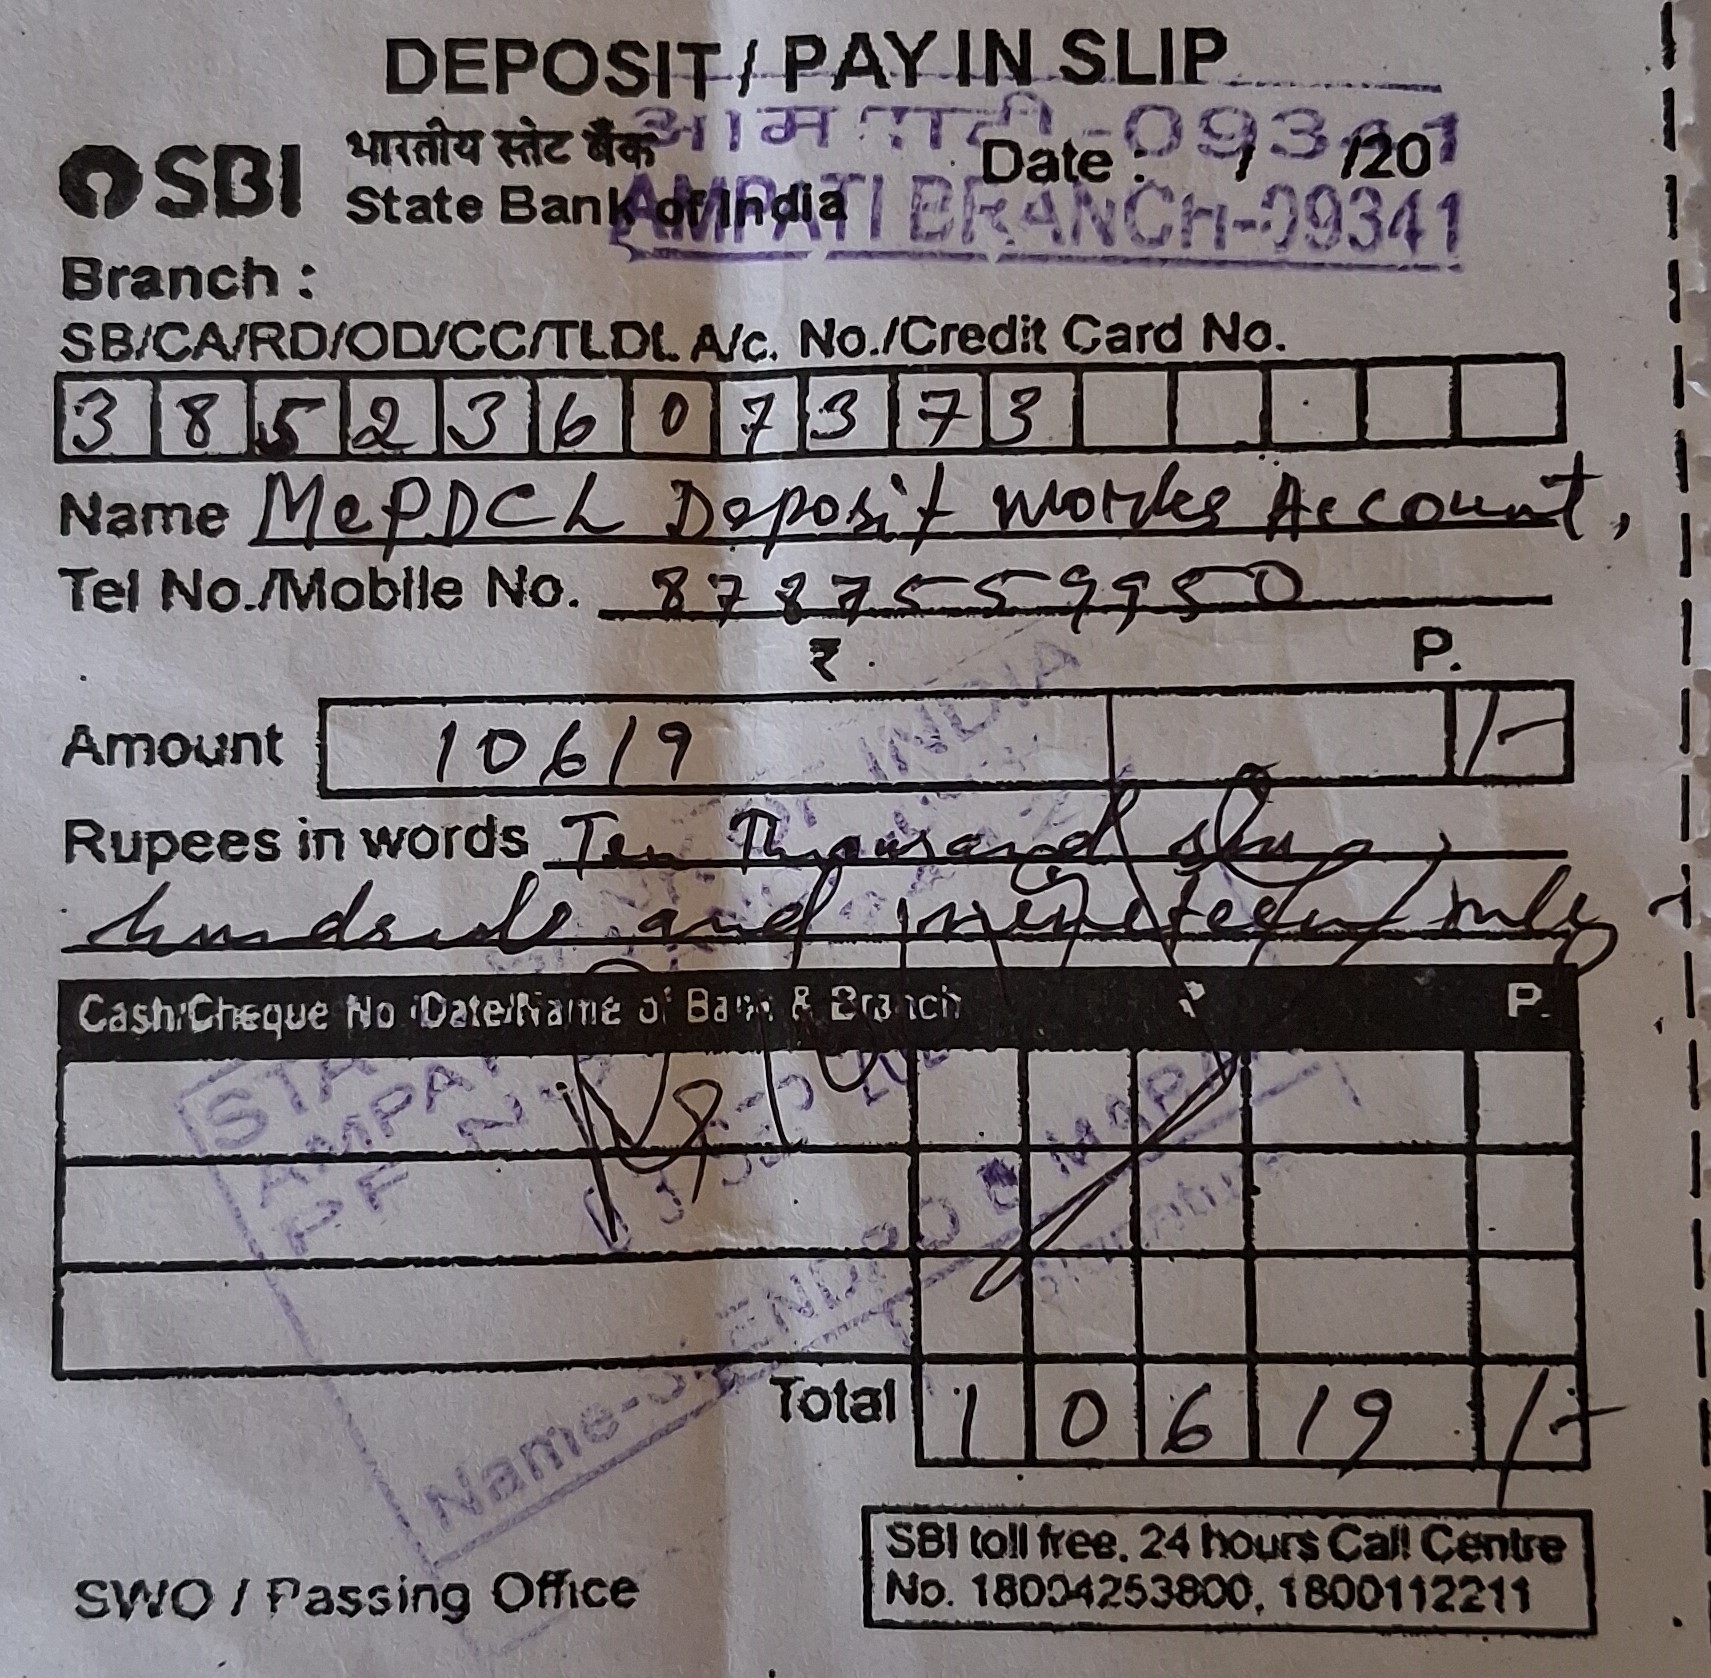 DEPOSIT / PAY IN SLIP
SBI भारतीय स्टेट बैंक
State Bank of India
Date : / /20
-09341
AMPATI BRANCH-09341
Branch :
SB/CA/RD/OD/CC/TLDL A/c. No./Credit Card No.
3 8 5 2 3 6 0 7 3 7 3
Name MePDCL Deposit Works Account,
Tel No./Mobile No. 8787559950
₹ P.
Amount 10619 /-
Rupees in words Ten Thousand
hundreds and nineteen only
Cash/Cheque No./Date/Name of Bank & Branch ₹ P.
INDIA
Name-
Total 1 0 6 19 /-
SWO / Passing Office
SBI toll free, 24 hours Call Centre
No. 18004253800, 1800112211